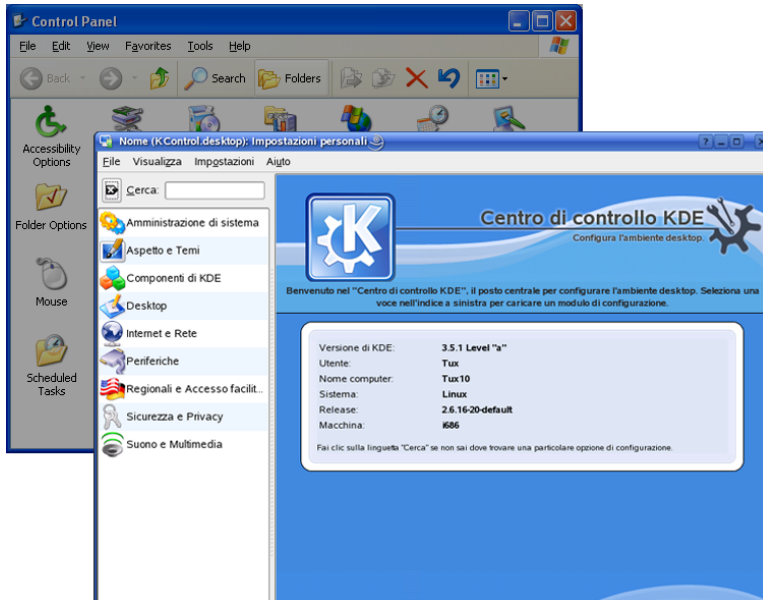 Control Panel
File Edit View Favorites Tools Help
Back Search Folders
Accessibility
Options
Folder Options
Mouse
Scheduled
Tasks
Nome (KControl.desktop): Impostazioni personali
File Visualizza Impostazioni Aiuto
Cerca:
Amministrazione di sistema
Aspetto e Temi
Componenti di KDE
Desktop
Internet e Rete
Periferiche
Regionali e Accesso facilit...
Sicurezza e Privacy
Suono e Multimedia
Centro di controllo KDE
Configura l'ambiente desktop.
Benvenuto nel "Centro di controllo KDE", il posto centrale per configurare l'ambiente desktop. Seleziona una
voce nell'indice a sinistra per caricare un modulo di configurazione.
Versione di KDE: 3.5.1 Level "a"
Utente: Tux
Nome computer: Tux10
Sistema: Linux
Release: 2.6.16-20-default
Macchina: i686
Fai clic sulla linguetta "Cerca" se non sai dove trovare una particolare opzione di configurazione.